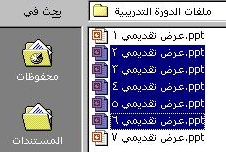 بحث في
ملفات الدورة التدريبية
محفوظات
المستندات
عرض تقديمي ١.ppt
عرض تقديمي ٢.ppt
عرض تقديمي ٣.ppt
عرض تقديمي ٤.ppt
عرض تقديمي ٥.ppt
عرض تقديمي ٦.ppt
عرض تقديمي ٧.ppt